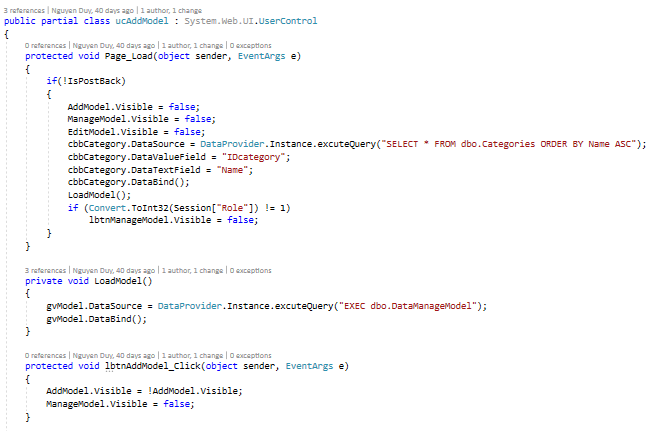 3 references | Nguyen Duy, 40 days ago | 1 author, 1 change
public partial class ucAddModel : System.Web.UI.UserControl
{
0 references | Nguyen Duy, 40 days ago | 1 author, 1 change | 0 exceptions
protected void Page_Load(object sender, EventArgs e)
{
if(!IsPostBack)
{
AddModel.Visible = false;
ManageModel.Visible = false;
EditModel.Visible = false;
cbbCategory.DataSource = DataProvider.Instance.excuteQuery("SELECT * FROM dbo.Categories ORDER BY Name ASC");
cbbCategory.DataValueField = "IDcategory";
cbbCategory.DataTextField = "Name";
cbbCategory.DataBind();
LoadModel();
if (Convert.ToInt32(Session["Role"]) != 1)
lbtnManageModel.Visible = false;
}
}
3 references | Nguyen Duy, 40 days ago | 1 author, 1 change | 0 exceptions
private void LoadModel()
{
gvModel.DataSource = DataProvider.Instance.excuteQuery("EXEC dbo.DataManageModel");
gvModel.DataBind();
}
0 references | Nguyen Duy, 40 days ago | 1 author, 1 change | 0 exceptions
protected void lbtnAddModel_Click(object sender, EventArgs e)
{
AddModel.Visible = !AddModel.Visible;
ManageModel.Visible = false;
}